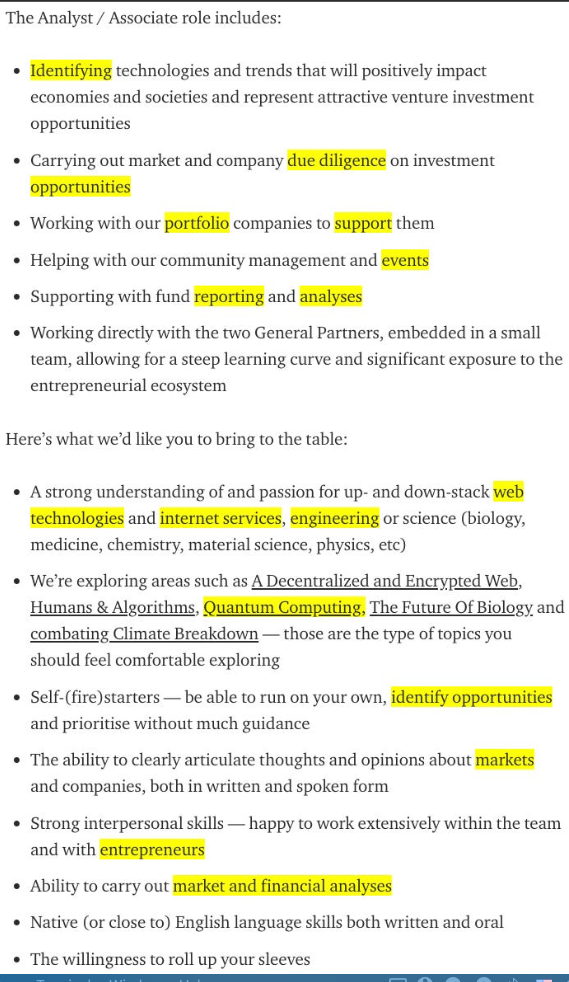 The Analyst / Associate role includes:
• Identifying technologies and trends that will positively impact
economies and societies and represent attractive venture investment
opportunities
• Carrying out market and company due diligence on investment
opportunities
• Working with our portfolio companies to support them
• Helping with our community management and events
• Supporting with fund reporting and analyses
• Working directly with the two General Partners, embedded in a small
team, allowing for a steep learning curve and significant exposure to the
entrepreneurial ecosystem
Here's what we'd like you to bring to the table:
• A strong understanding of and passion for up- and down-stack web
technologies and internet services, engineering or science (biology,
medicine, chemistry, material science, physics, etc)
• We're exploring areas such as A Decentralized and Encrypted Web,
Humans & Algorithms, Quantum Computing, The Future Of Biology and
combating Climate Breakdown — those are the type of topics you
should feel comfortable exploring
• Self-(fire)starters — be able to run on your own, identify opportunities
and prioritise without much guidance
• The ability to clearly articulate thoughts and opinions about markets
and companies, both in written and spoken form
• Strong interpersonal skills — happy to work extensively within the team
and with entrepreneurs
• Ability to carry out market and financial analyses
• Native (or close to) English language skills both written and oral
• The willingness to roll up your sleeves